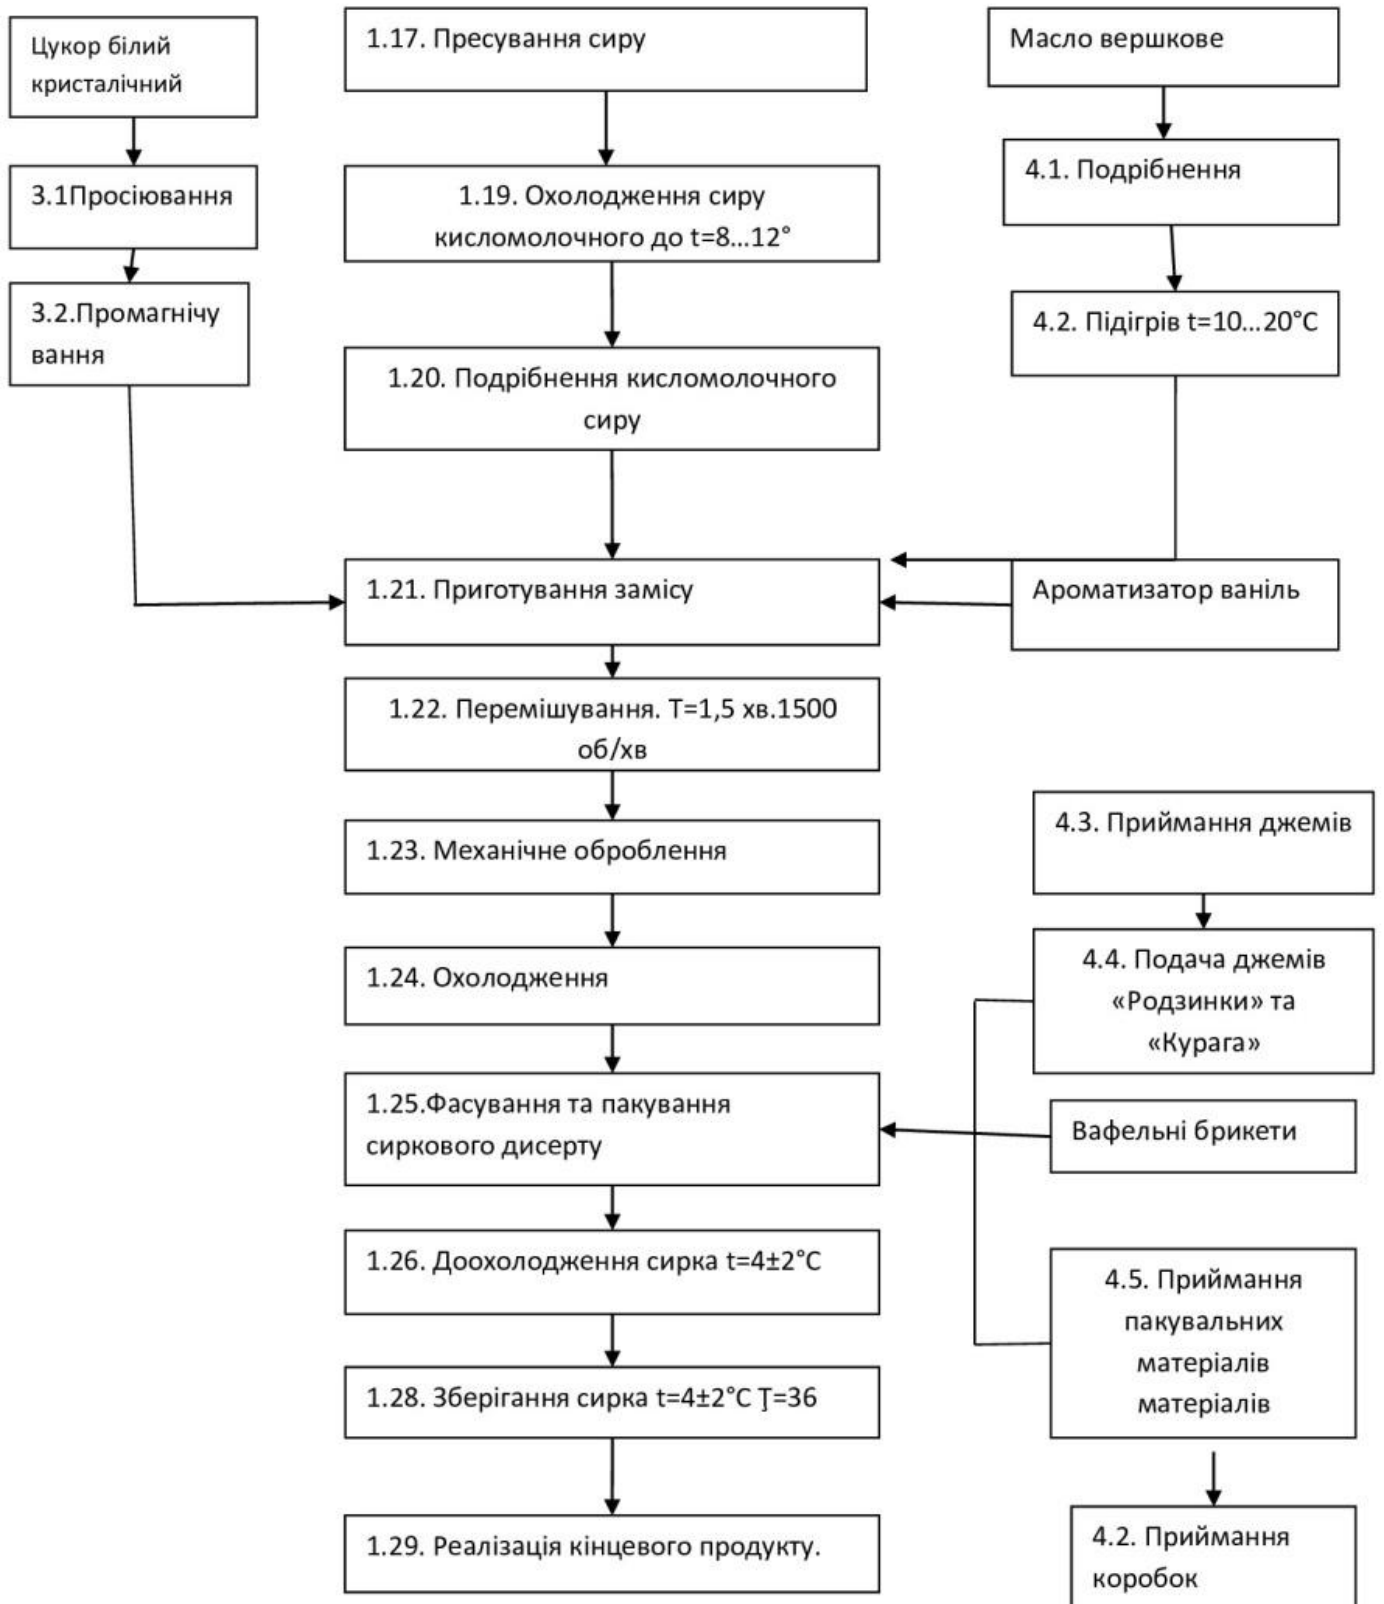 Цукор білий
кристалічний
1.17. Пресування сиру
Масло вершкове
3.1Просіювання
1.19. Охолодження сиру
кисломолочного до t=8...12°
4.1. Подрібнення
3.2.Промагнічу
вання
4.2. Підігрів t=10...20°С
1.20. Подрібнення кисломолочного
сиру
1.21. Приготування замісу
Ароматизатор ваніль
1.22. Перемішування. Т=1,5 хв.1500
об/хв
1.23. Механічне оброблення
4.3. Приймання джемів
1.24. Охолодження
4.4. Подача джемів
«Родзинки» та
«Курага»
1.25.Фасування та пакування
сиркового дисерту
Вафельні брикети
1.26. Доохолодження сирка t=4±2°С
4.5. Приймання
пакувальних
матеріалів
матеріалів
1.28. Зберігання сирка t=4±2°С Ţ=36
1.29. Реалізація кінцевого продукту.
4.2. Приймання
коробок